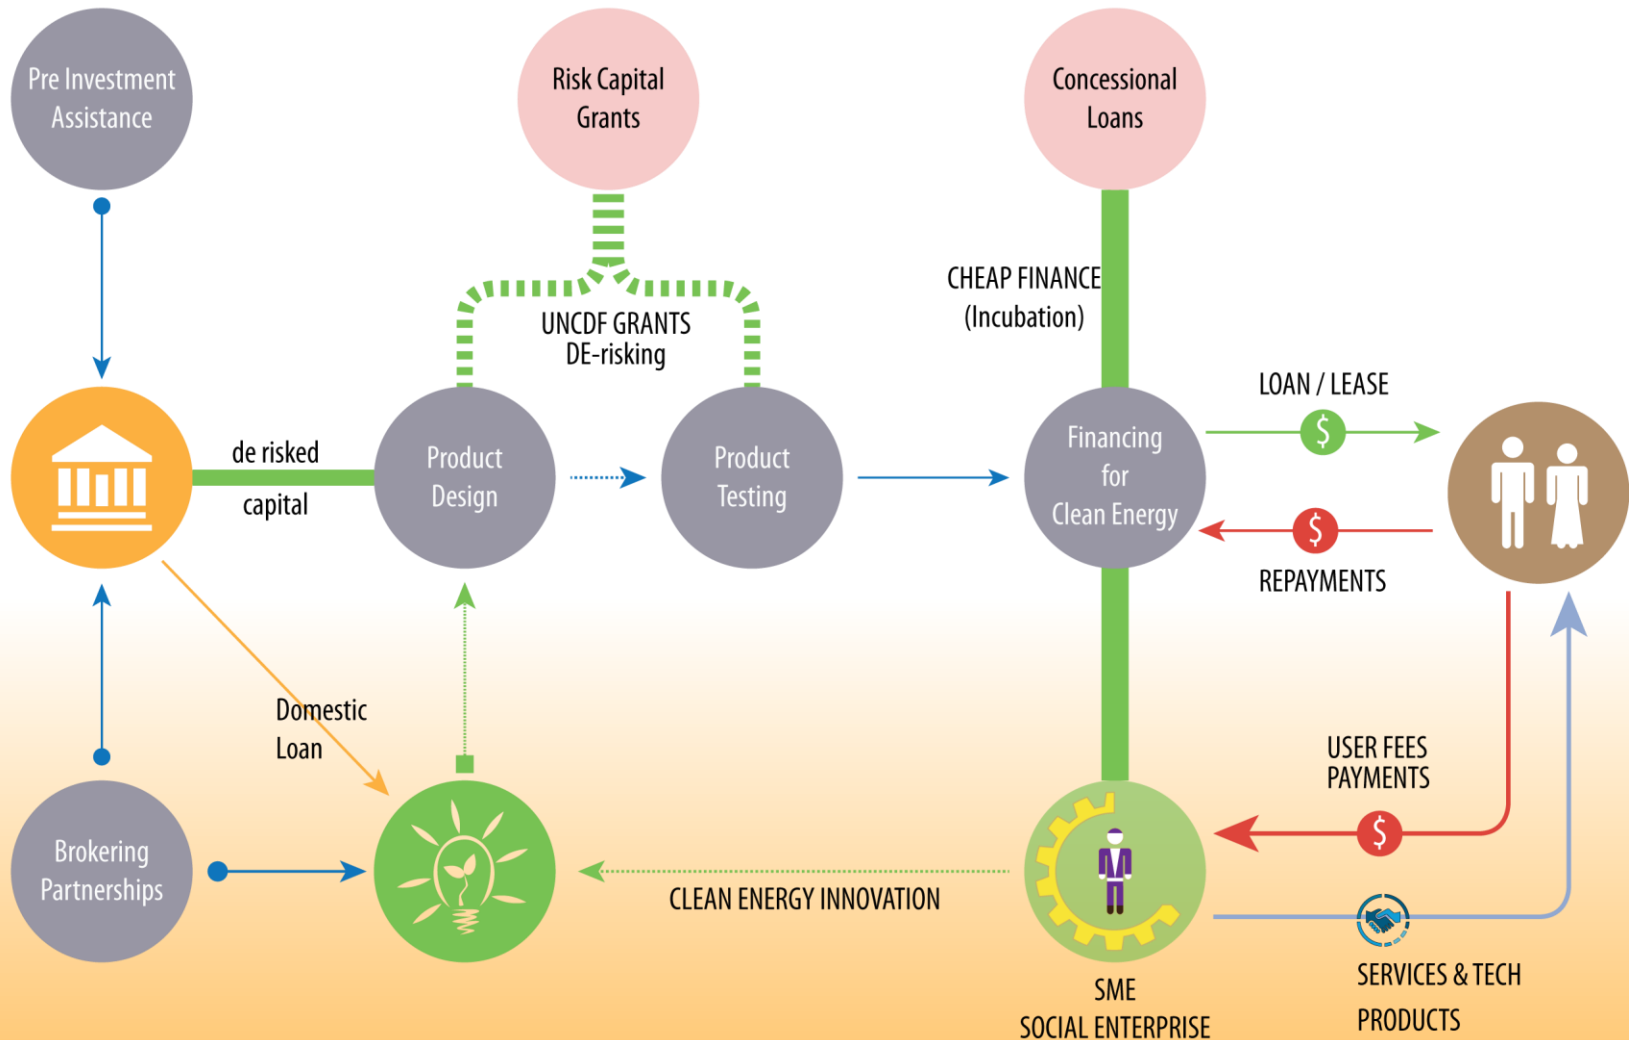 Pre Investment
Assistance
Risk Capital
Grants
Concessional
Loans
CHEAP FINANCE
(Incubation)
UNCDF GRANTS
DE-risking
LOAN / LEASE
$
de risked
capital
Product
Design
Product
Testing
Financing
for
Clean Energy
$
REPAYMENTS
Domestic
Loan
USER FEES
PAYMENTS
$
Brokering
Partnerships
CLEAN ENERGY INNOVATION
SERVICES & TECH
PRODUCTS
SME
SOCIAL ENTERPRISE